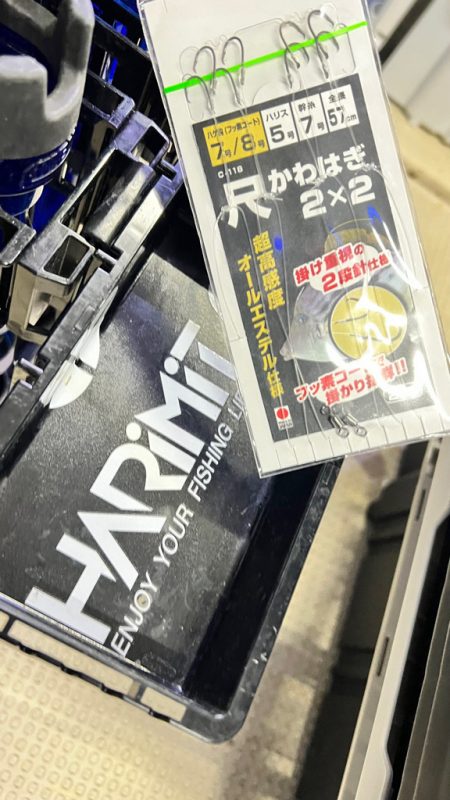 ハゲ針(フッ素コート)
7号/8号
ハリス
5号
幹糸
7号
全長
57cm
C-118
尺かわはぎ
2×2
超高感度
オールエステル仕様
掛け重視の
2段針仕様
フッ素コートで
掛かり抜群!!
HARiMiT
ENJOY YOUR FISHING